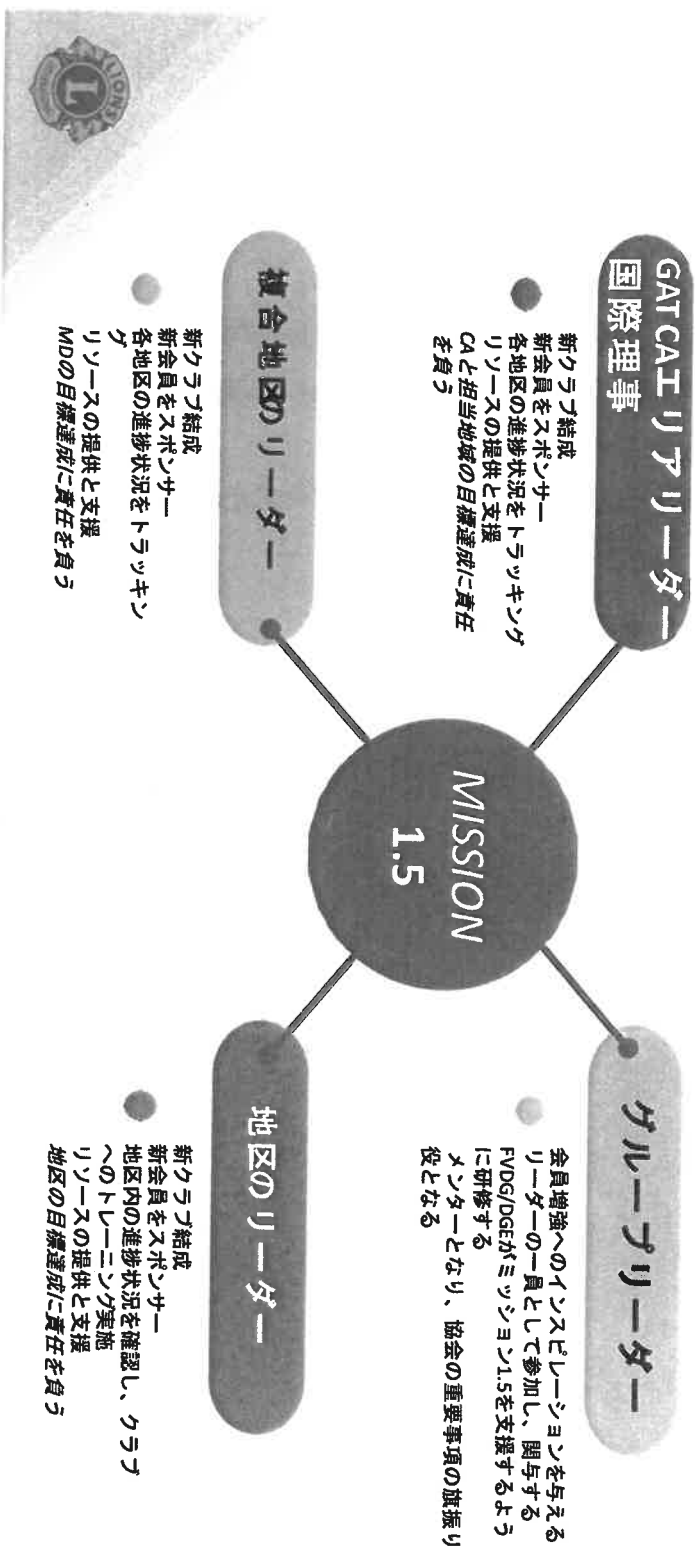 GAT CAエリアリーダー
国際理事
新クラブ結成
新会員をスポンサー
各地区の進捗状況をトラッキング
リソースの提供と支援
CAと担当地域の目標達成に責任
を負う
グループリーダー
会員増強へのインスピレーションを与える
リーダーの一員として参加し、関与する
FVDG/DGEがミッション1.5を支援するよう
に研修する
メンターとなり、協会の重要事項の旗振り
役となる
MISSION
1.5
複合地区のリーダー
新クラブ結成
新会員をスポンサー
各地区の進捗状況をトラッキン
グ
リソースの提供と支援
MDの目標達成に責任を負う
地区のリーダー
新クラブ結成
新会員をスポンサー
地区内の進捗状況を確認し、クラブ
へのトレーニング実施
リソースの提供と支援
地区の目標達成に責任を負う
LIONS
L